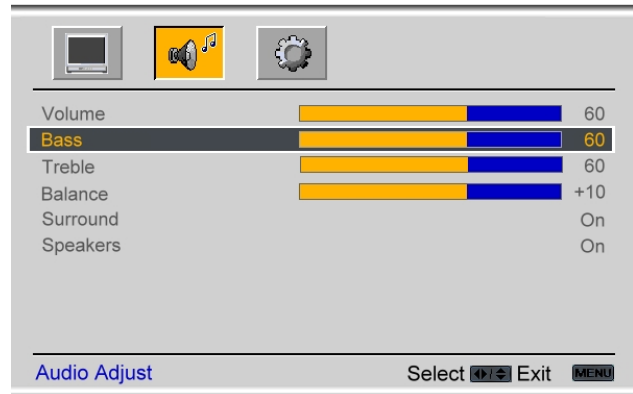 Volume 60
Bass 60
Treble 60
Balance +10
Surround On
Speakers On
Audio Adjust Select Exit MENU